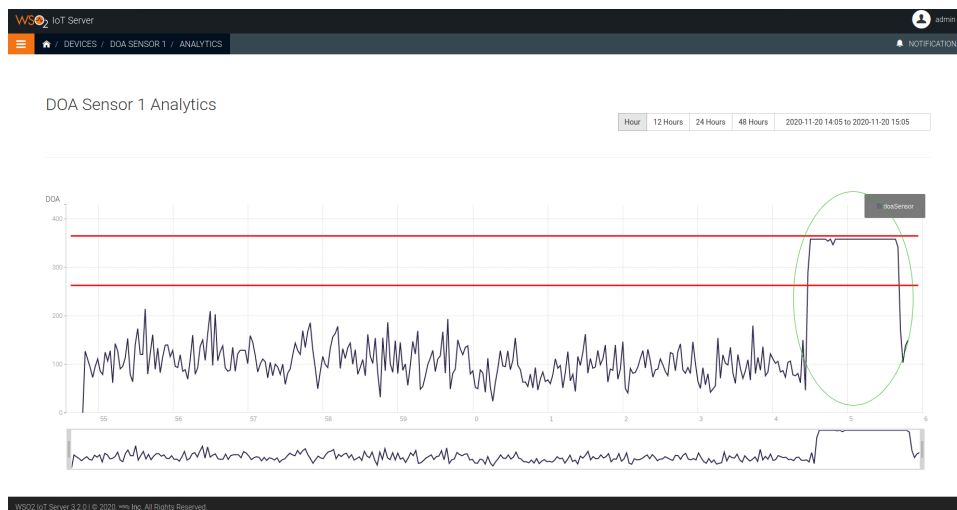 WSO2 IoT Server
admin
/ DEVICES / DOA SENSOR 1 / ANALYTICS
NOTIFICATION
DOA Sensor 1 Analytics
Hour 12 Hours 24 Hours 48 Hours 2020-11-20 14:05 to 2020-11-20 15:05
DOA
doaSensor
400
300
200
100
0
55 56 57 58 59 0 1 2 3 4 5 6
WSO2 IoT Server 3.2.0 | © 2020, WSO2 Inc. All Rights Reserved.